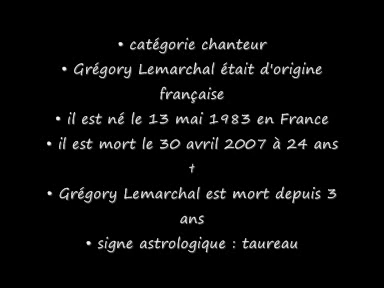 • catégorie chanteur
• Grégory Lemarchal était d'origine
française
• il est né le 13 mai 1983 en France
• il est mort le 30 avril 2007 à 24 ans
†
• Grégory Lemarchal est mort depuis 3
ans
• signe astrologique : taureau